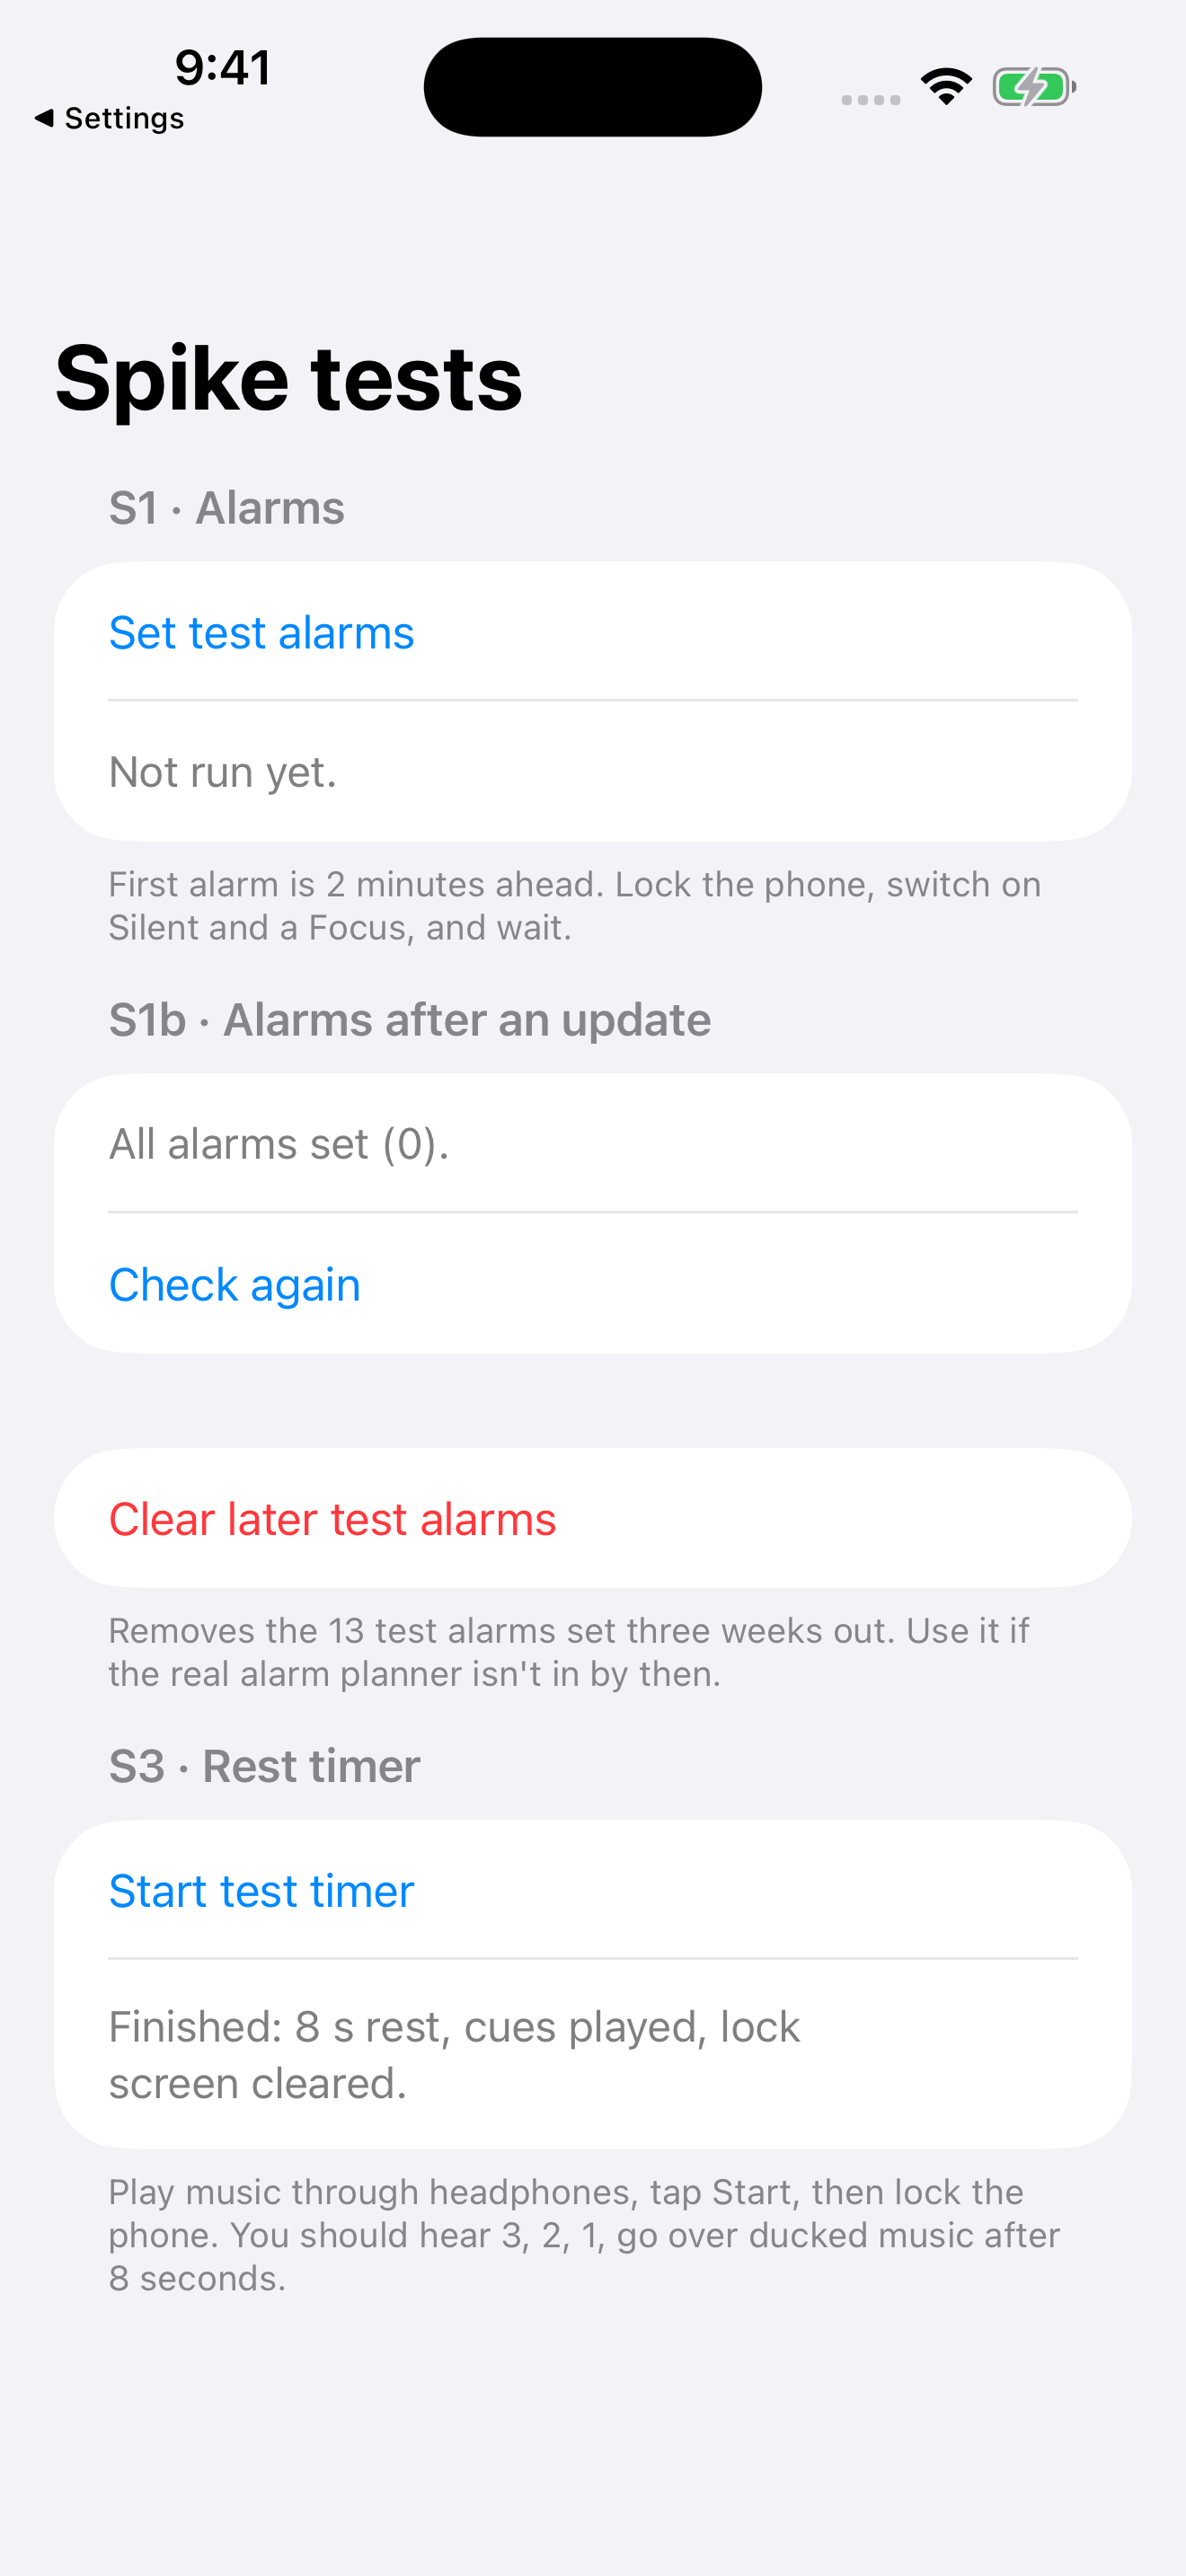 9:41
◀ Settings
Spike tests
S1 · Alarms
Set test alarms
Not run yet.
First alarm is 2 minutes ahead. Lock the phone, switch on
Silent and a Focus, and wait.
S1b · Alarms after an update
All alarms set (0).
Check again
Clear later test alarms
Removes the 13 test alarms set three weeks out. Use it if
the real alarm planner isn't in by then.
S3 · Rest timer
Start test timer
Finished: 8 s rest, cues played, lock
screen cleared.
Play music through headphones, tap Start, then lock the
phone. You should hear 3, 2, 1, go over ducked music after
8 seconds.